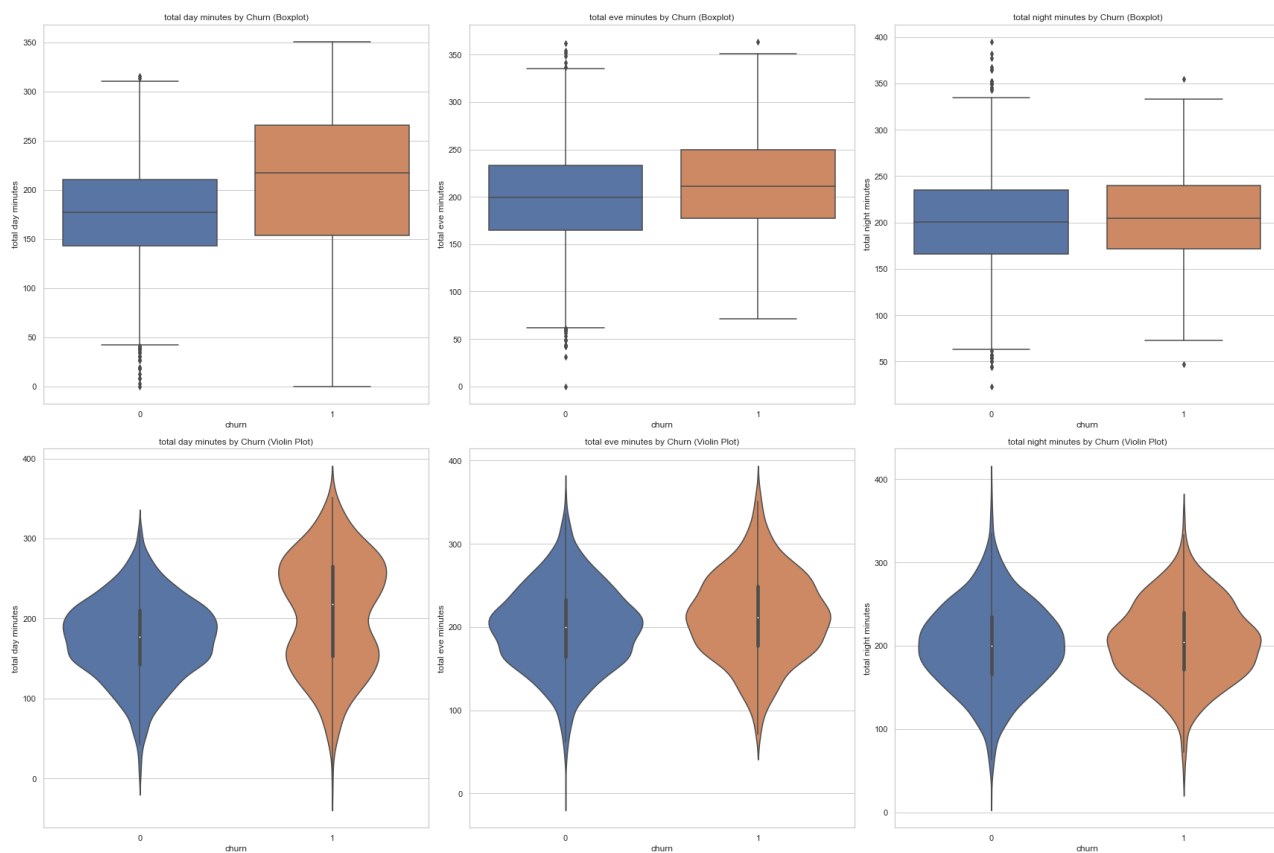 total day minutes by Churn (Boxplot)
350
300
250
200
150
100
50
0
total day minutes
0
1
churn
total eve minutes by Churn (Boxplot)
350
300
250
200
150
100
50
0
total eve minutes
0
1
churn
total night minutes by Churn (Boxplot)
400
350
300
250
200
150
100
50
total night minutes
0
1
churn
total day minutes by Churn (Violin Plot)
400
300
200
100
0
total day minutes
0
1
churn
total eve minutes by Churn (Violin Plot)
400
300
200
100
0
total eve minutes
0
1
churn
total night minutes by Churn (Violin Plot)
400
300
200
100
0
total night minutes
0
1
churn